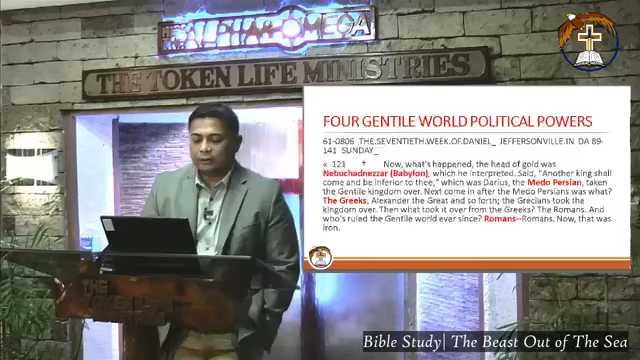 ALPHA OMEGA
THE TOKEN LIFE MINISTRIES
FOUR GENTILE WORLD POLITICAL POWERS
61-0806 THE.SEVENTIETH.WEEK.OF.DANIEL_ JEFFERSONVILLE.IN DA 89-
141 SUNDAY_
« 121 † Now, what's happened, the head of gold was
Nebuchadnezzar (Babylon), which he interpreted. Said, "Another king shall
come and be inferior to thee," which was Darius, the Medo Persian, taken
the Gentile kingdom over. Next come in after the Medo Persians was what?
The Greeks, Alexander the Great and so forth; the Grecians took the
kingdom over. Then what took it over from the Greeks? The Romans. And
who's ruled the Gentile world ever since? Romans--Romans. Now, that was
iron.
THE
TOKEN LIFE
Bible Study| The Beast Out of The Sea